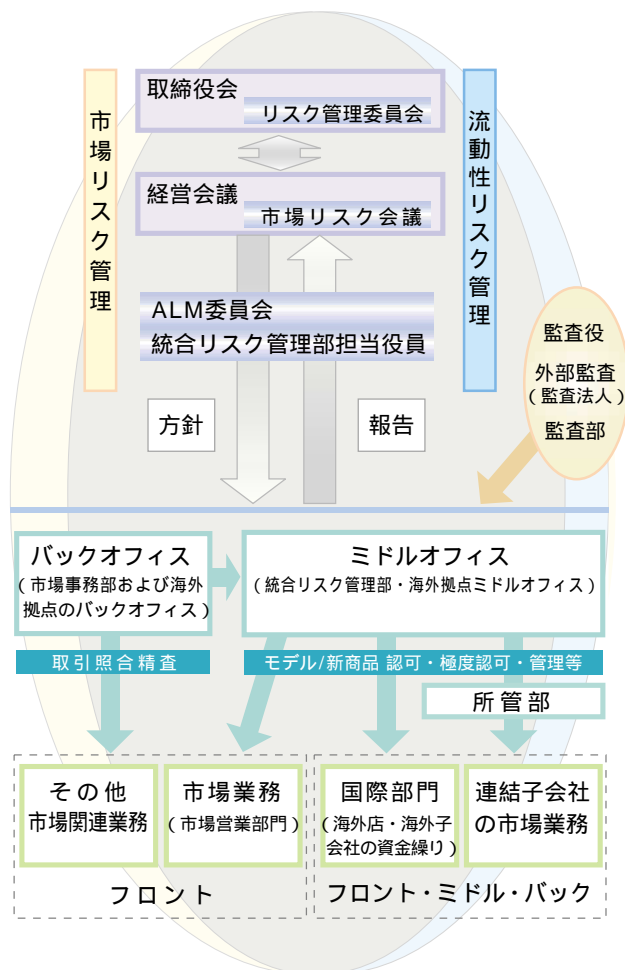 取締役会
リスク管理委員会
市場リスク管理
流動性リスク管理
経営会議
市場リスク会議
ALM委員会
統合リスク管理部担当役員
監査役
外部監査
（監査法人）
監査部
方針
報告
バックオフィス
（市場事務部および海外
拠点のバックオフィス）
ミドルオフィス
（統合リスク管理部・海外拠点ミドルオフィス）
取引照合精査
モデル/新商品 認可・極度認可・管理等
所管部
その他
市場関連業務
市場業務
（市場営業部門）
国際部門
（海外店・海外子
会社の資金繰り）
連結子会社
の市場業務
フロント
フロント・ミドル・バック